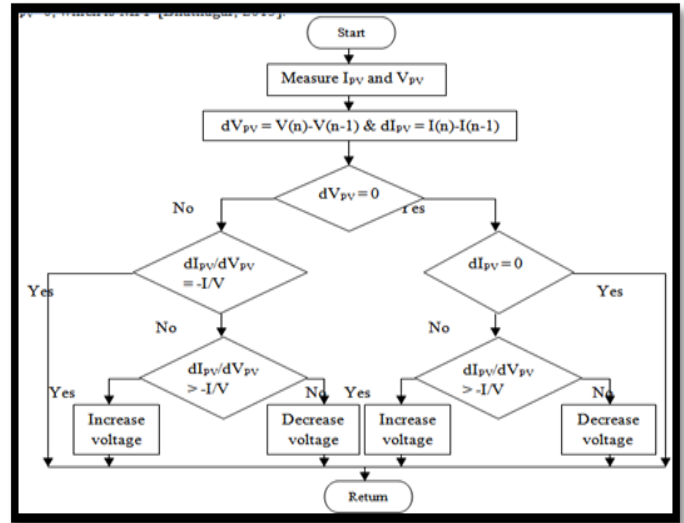 Start
Measure IPV and VPV
dVPV = V(n)-V(n-1) & dIPV = I(n)-I(n-1)
dVPV = 0
No
Yes
dIPV/dVPV
= -I/V
dIPV = 0
Yes
Yes
No
No
dIPV/dVPV
> -I/V
dIPV/dVPV
> -I/V
Yes
No
Yes
No
Increase
voltage
Decrease
voltage
Increase
voltage
Decrease
voltage
Return